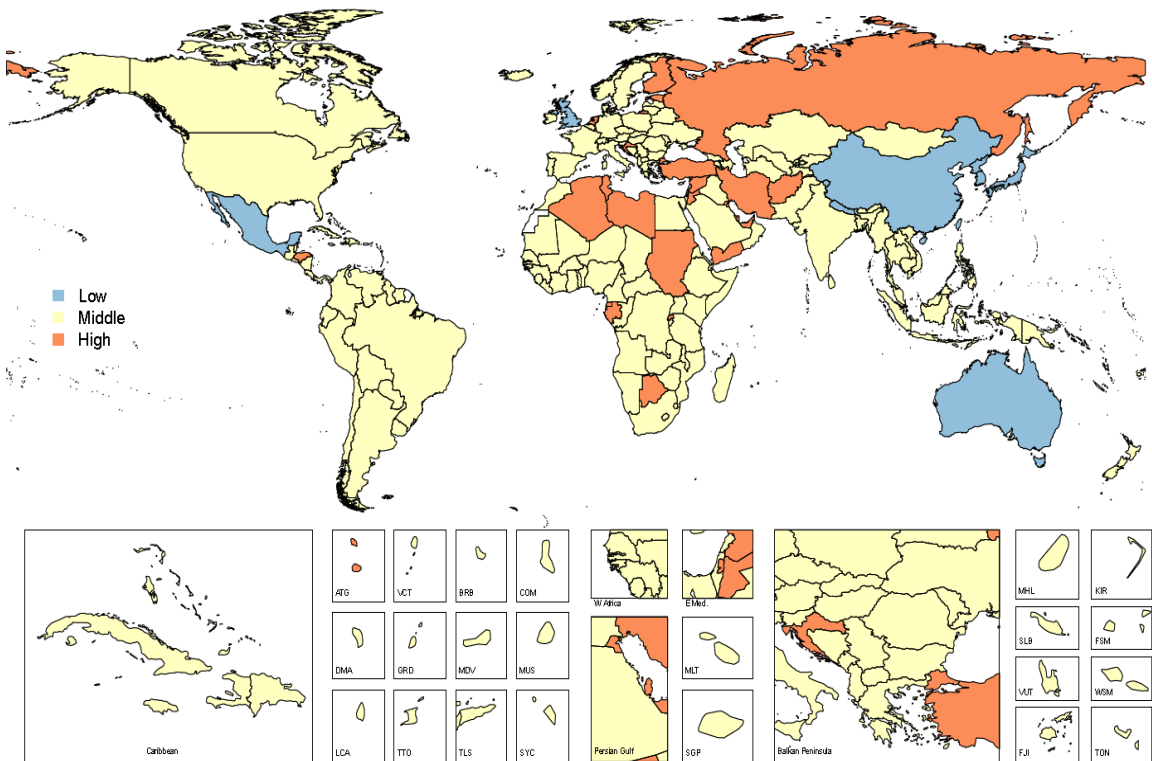 Low
Middle
High
ATG
VCT
BRB
COM
W Africa
E Med.
MHL
KIR
DMA
GRD
MDV
MUS
MLT
SLB
FSM
VUT
WSM
Caribbean
LCA
TTO
TLS
SYC
Persian Gulf
SGP
Balkan Peninsula
FJI
TON